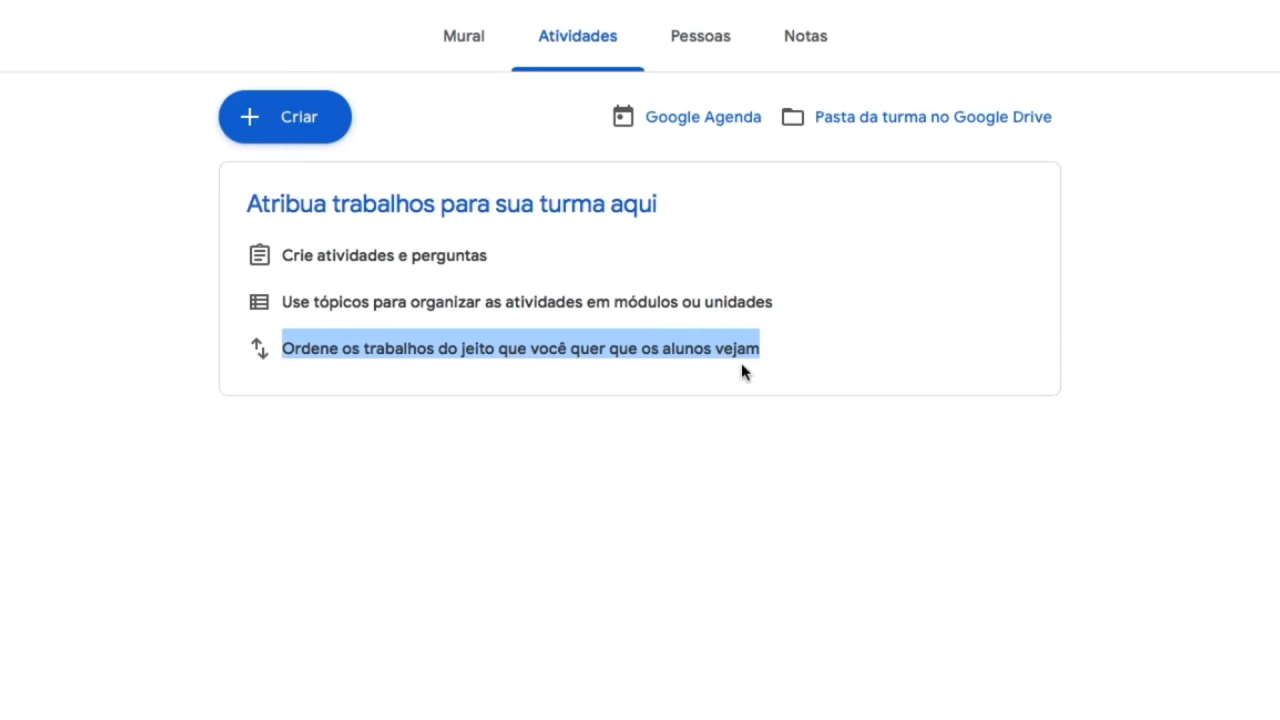 Mural Atividades Pessoas Notas
Criar Google Agenda Pasta da turma no Google Drive
Atribua trabalhos para sua turma aqui
Crie atividades e perguntas
Use tópicos para organizar as atividades em módulos ou unidades
Ordene os trabalhos do jeito que você quer que os alunos vejam